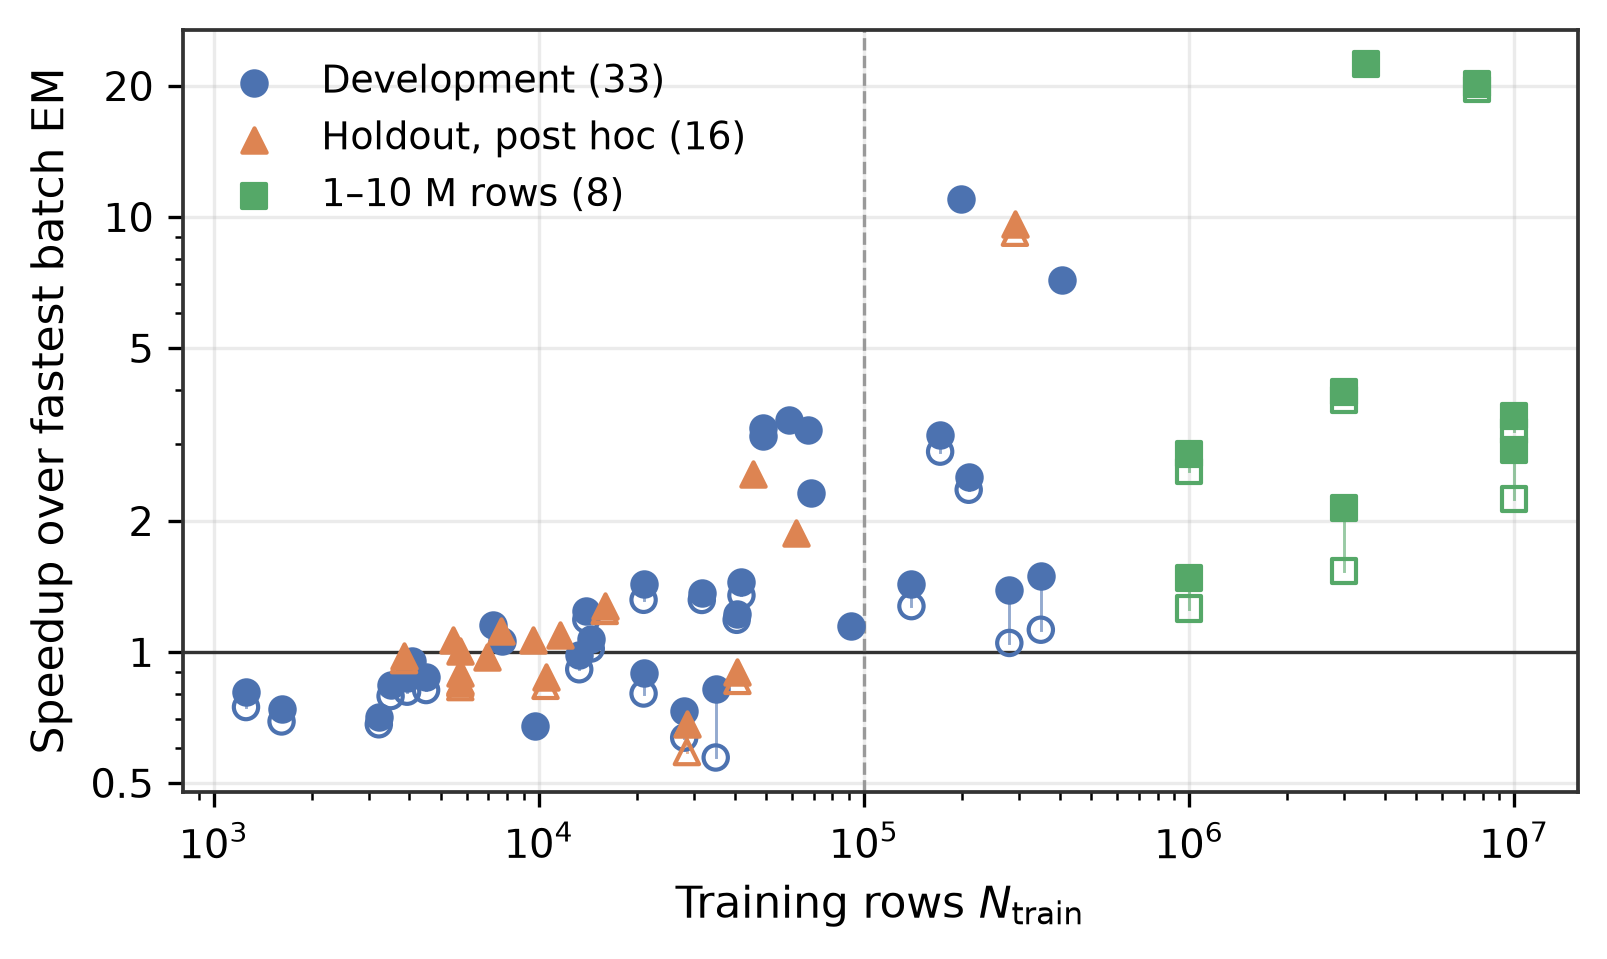 Speedup over fastest batch EM
20
10
5
2
1
0.5
Development (33)
Holdout, post hoc (16)
1–10 M rows (8)
10³
10⁴
10⁵
10⁶
10⁷
Training rows N_train